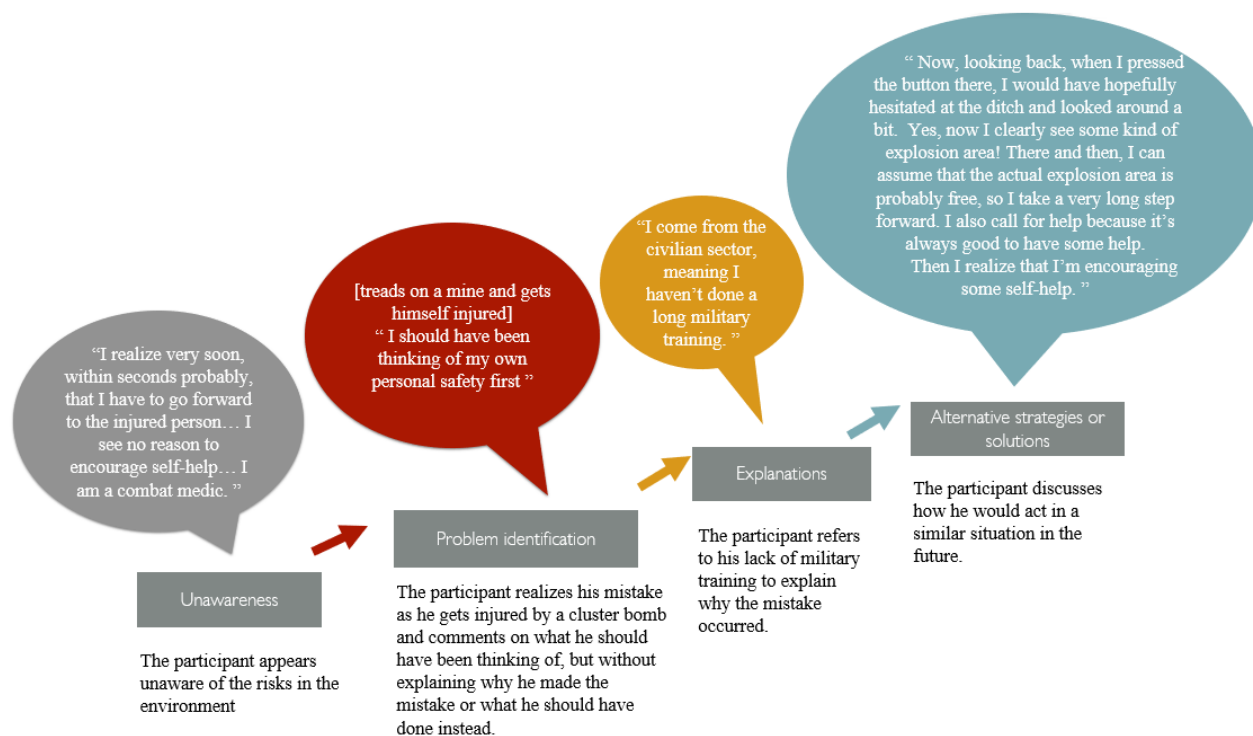 “I realize very soon,
within seconds probably,
that I have to go forward
to the injured person… I
see no reason to
encourage self-help… I
am a combat medic. ”
Unawareness
The participant appears
unaware of the risks in the
environment
[treads on a mine and gets
himself injured]
“ I should have been
thinking of my own
personal safety first ”
Problem identification
The participant realizes his mistake
as he gets injured by a cluster bomb
and comments on what he should
have been thinking of, but without
explaining why he made the
mistake or what he should have
done instead.
“I come from the
civilian sector,
meaning I
haven’t done a
long military
training. ”
Explanations
The participant refers
to his lack of military
training to explain
why the mistake
occurred.
“ Now, looking back, when I pressed
the button there, I would have hopefully
hesitated at the ditch and looked around a
bit. Yes, now I clearly see some kind of
explosion area! There and then, I can
assume that the actual explosion area is
probably free, so I take a very long step
forward. I also call for help because it’s
always good to have some help.
Then I realize that I’m encouraging
some self-help. ”
Alternative strategies or
solutions
The participant discusses
how he would act in a
similar situation in the
future.